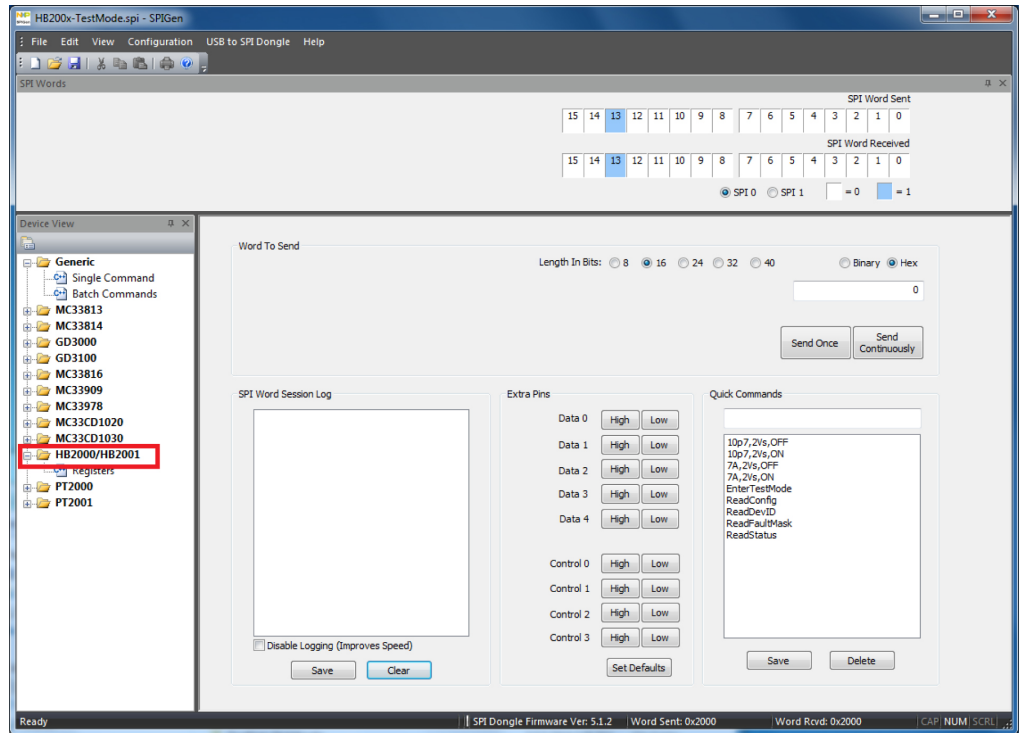 HB200x-TestMode.spi - SPIGen
File Edit View Configuration USB to SPI Dongle Help
SPI Words
SPI Word Sent
15 14 13 12 11 10 9 8 7 6 5 4 3 2 1 0
SPI Word Received
15 14 13 12 11 10 9 8 7 6 5 4 3 2 1 0
SPI 0 SPI 1 = 0 = 1
Device View
Generic
Single Command
Batch Commands
MC33813
MC33814
GD3000
GD3100
MC33816
MC33909
MC33978
MC33CD1020
MC33CD1030
HB2000/HB2001
Registers
PT2000
PT2001
Word To Send
Length In Bits: 8 16 24 32 40 Binary Hex
0
Send Once Send Continuously
SPI Word Session Log
Disable Logging (Improves Speed)
Save Clear
Extra Pins
Data 0 High Low
Data 1 High Low
Data 2 High Low
Data 3 High Low
Data 4 High Low
Control 0 High Low
Control 1 High Low
Control 2 High Low
Control 3 High Low
Set Defaults
Quick Commands
10p7,2Vs,OFF
10p7,2Vs,ON
7A,2Vs,OFF
7A,2Vs,ON
EnterTestMode
ReadConfig
ReadDevID
ReadFaultMask
ReadStatus
Save Delete
Ready SPI Dongle Firmware Ver: 5.1.2 Word Sent: 0x2000 Word Rcvd: 0x2000 CAP NUM SCRL